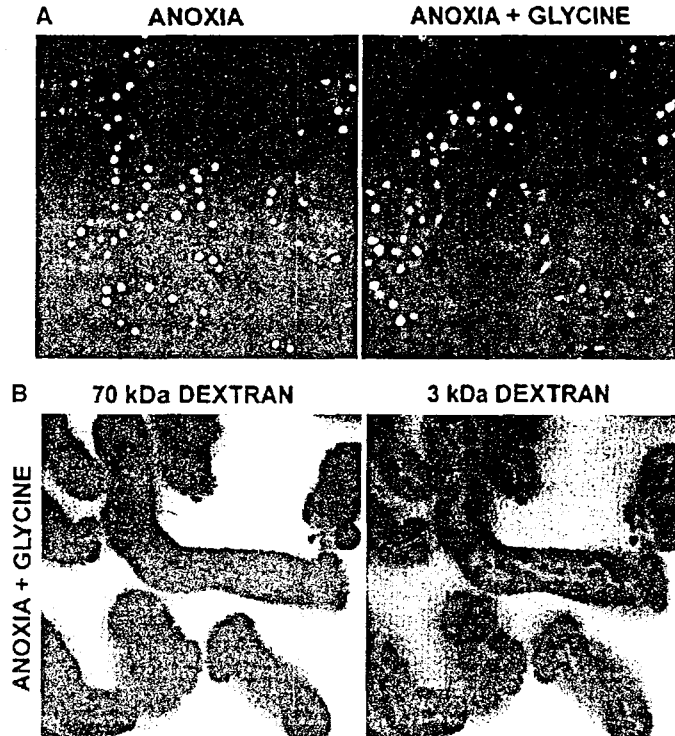 A ANOXIA ANOXIA + GLYCINE
B 70 kDa DEXTRAN 3 kDa DEXTRAN
ANOXIA + GLYCINE